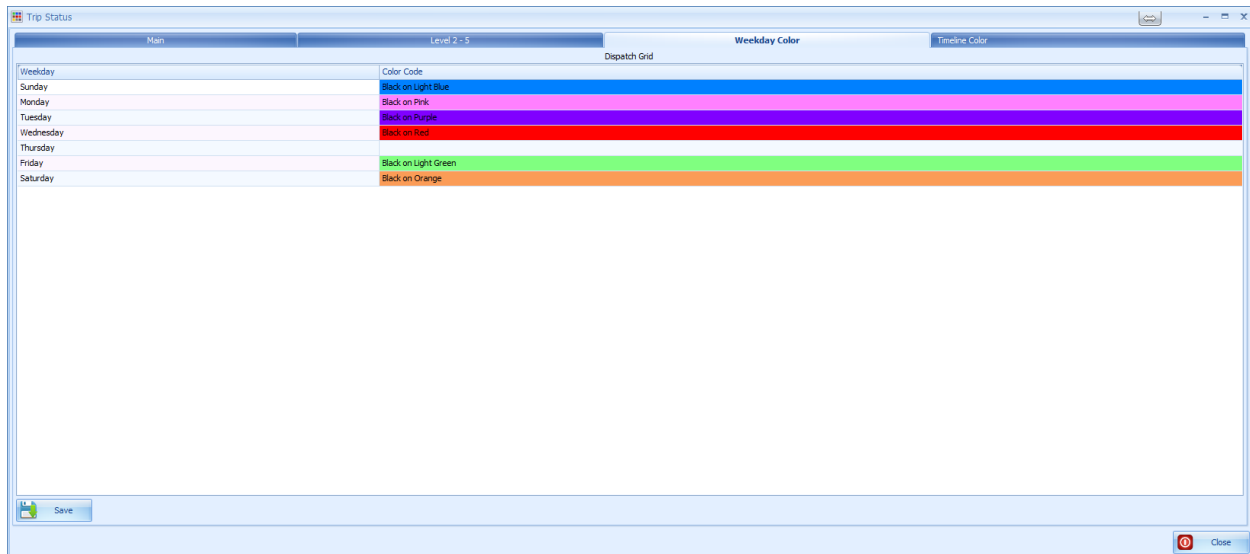 Trip Status
Main Level 2 - 5 Weekday Color Timeline Color
Dispatch Grid
Weekday Color Code
Sunday Black on Light Blue
Monday Black on Pink
Tuesday Black on Purple
Wednesday Black on Red
Thursday
Friday Black on Light Green
Saturday Black on Orange
Save
Close